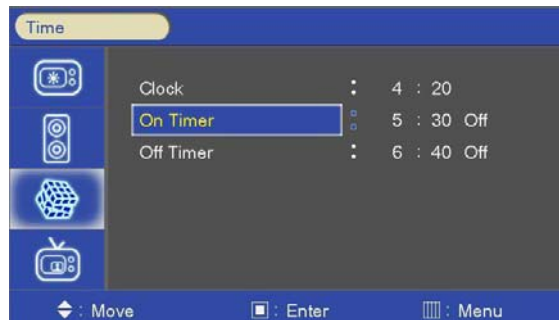 Time
Clock : 4 : 20
On Timer : 5 : 30 Off
Off Timer : 6 : 40 Off
: Move : Enter : Menu